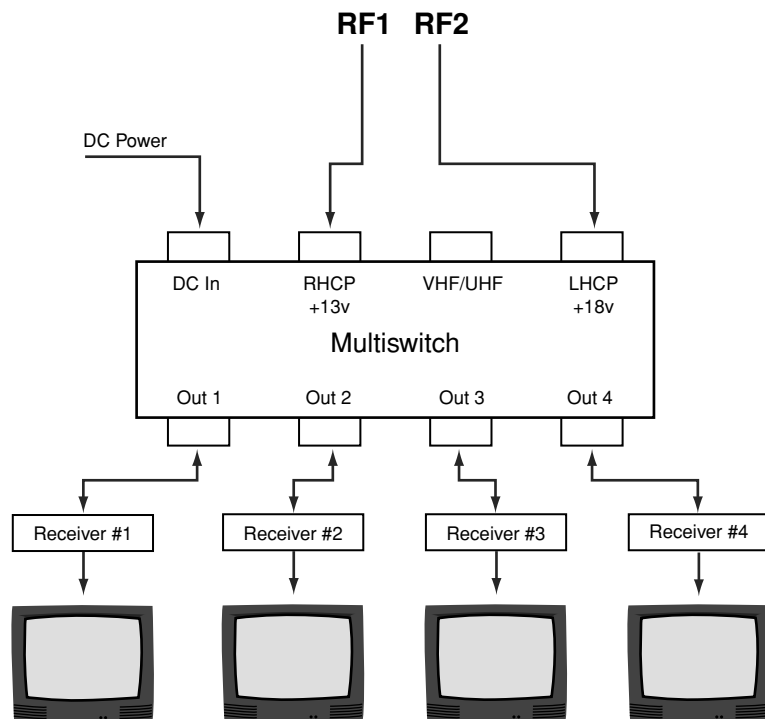 RF1 RF2
DC Power
DC In
RHCP
+13v
VHF/UHF
LHCP
+18v
Multiswitch
Out 1
Out 2
Out 3
Out 4
Receiver #1
Receiver #2
Receiver #3
Receiver #4